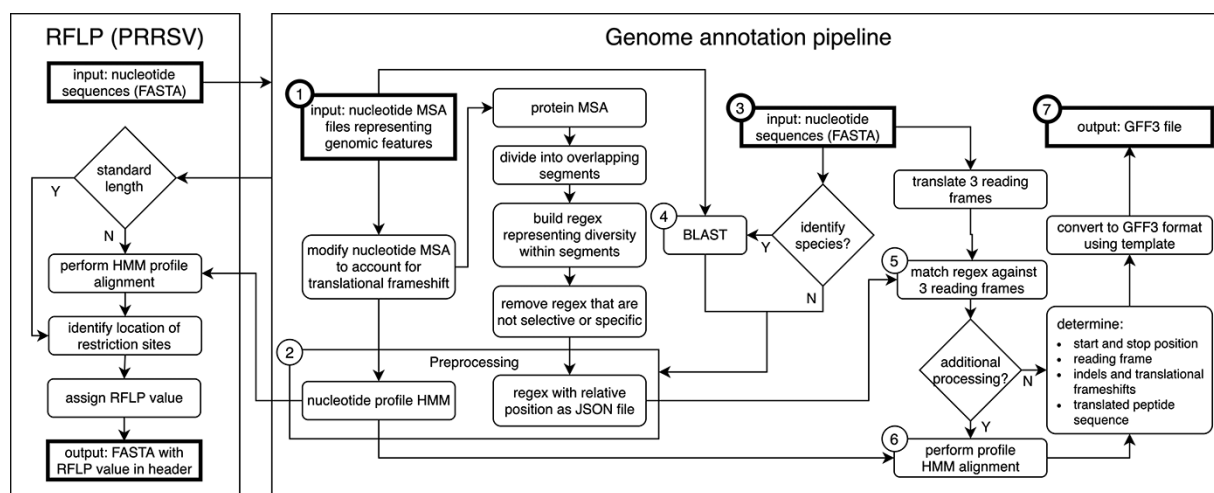 RFLP (PRRSV)
input: nucleotide
sequences (FASTA)
standard
length
Y
N
perform HMM profile
alignment
identify location of
restriction sites
assign RFLP value
output: FASTA with
RFLP value in header
Genome annotation pipeline
1
input: nucleotide MSA
files representing
genomic features
modify nucleotide MSA
to account for
translational frameshift
2
Preprocessing
nucleotide profile HMM
protein MSA
divide into overlapping
segments
build regex
representing diversity
within segments
remove regex that are
not selective or specific
regex with relative
position as JSON file
3
input: nucleotide
sequences (FASTA)
identify
species?
Y
N
4
BLAST
translate 3 reading
frames
5
match regex against
3 reading frames
additional
processing?
N
Y
6
perform profile
HMM alignment
determine:
• start and stop position
• reading frame
• indels and translational
frameshifts
• translated peptide
sequence
convert to GFF3 format
using template
7
output: GFF3 file